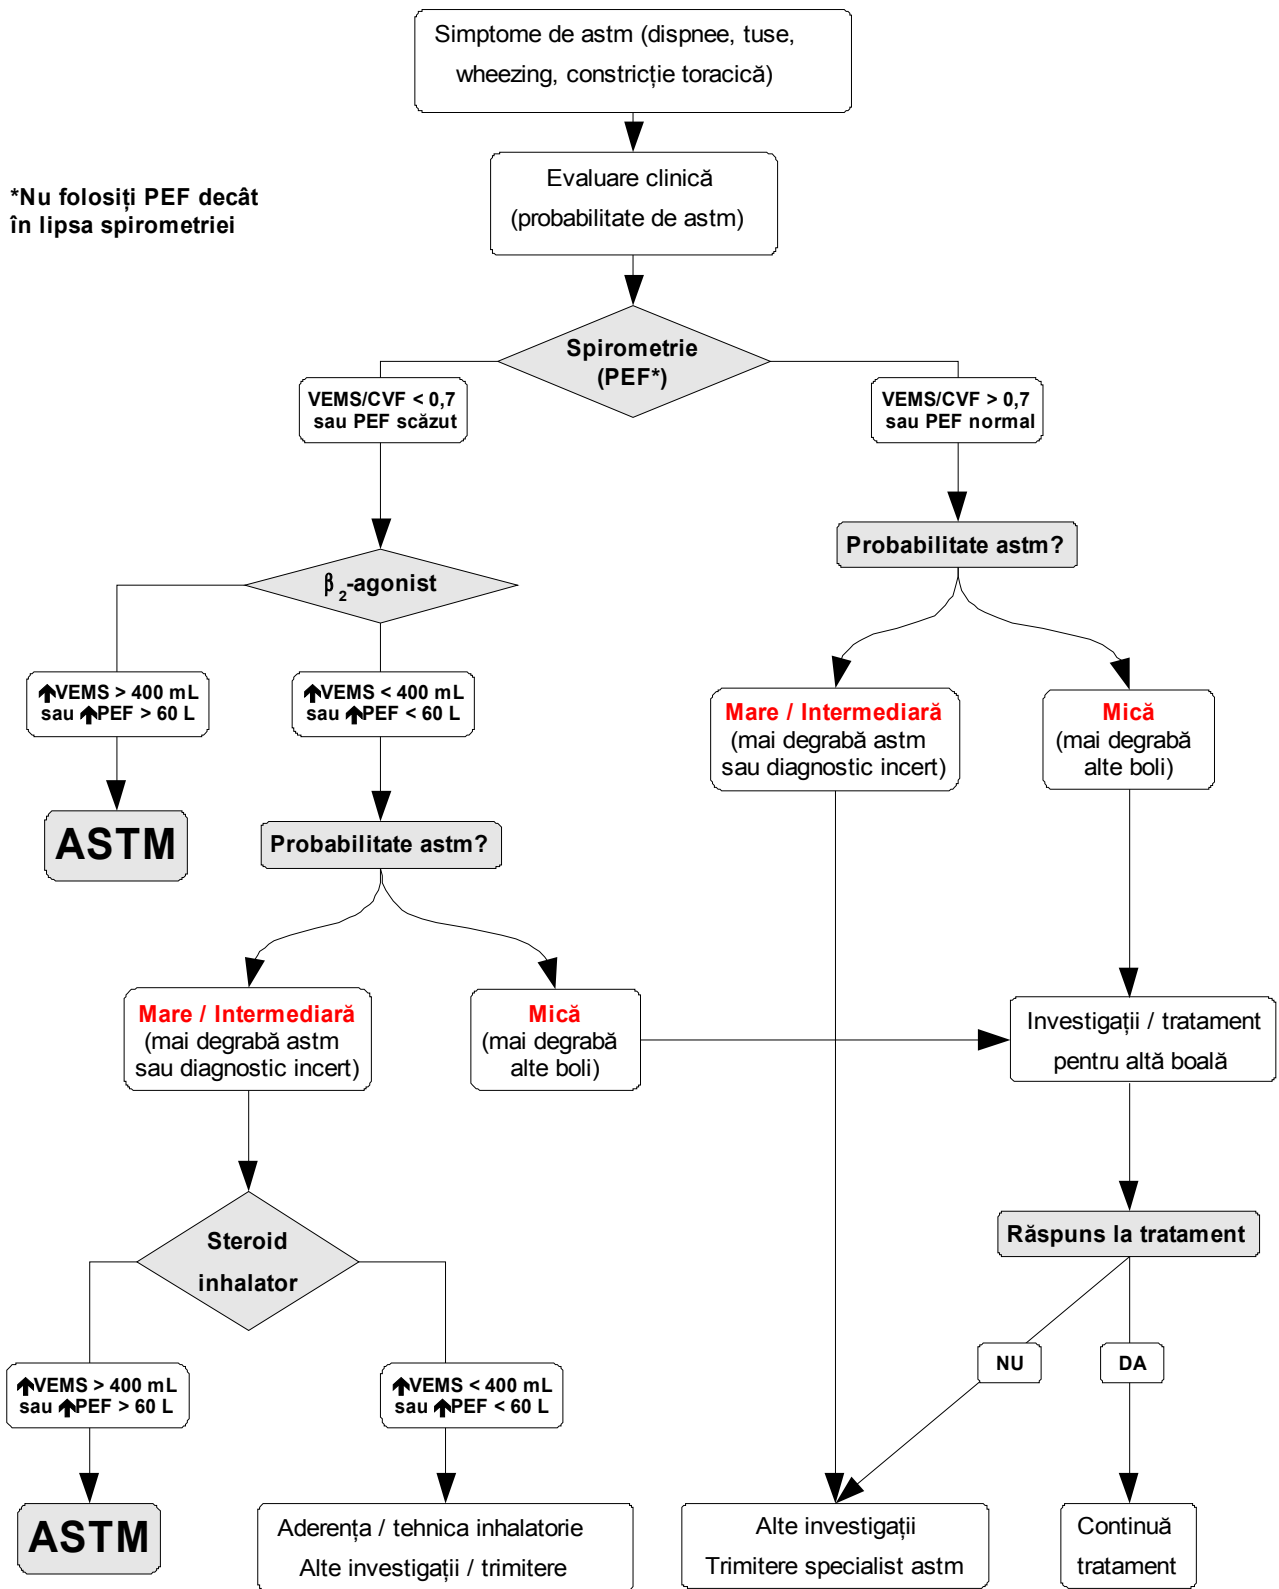 Simptome de astm (dispnee, tuse,
wheezing, constricție toracică)
*Nu folosiți PEF decât
în lipsa spirometriei
Evaluare clinică
(probabilitate de astm)
Spirometrie
(PEF*)
VEMS/CVF < 0,7
sau PEF scăzut
VEMS/CVF > 0,7
sau PEF normal
Probabilitate astm?
β2-agonist
↑VEMS > 400 mL
sau ↑PEF > 60 L
↑VEMS < 400 mL
sau ↑PEF < 60 L
Mare / Intermediară
(mai degrabă astm
sau diagnostic incert)
Mică
(mai degrabă
alte boli)
ASTM
Probabilitate astm?
Mare / Intermediară
(mai degrabă astm
sau diagnostic incert)
Mică
(mai degrabă
alte boli)
Investigații / tratament
pentru altă boală
Steroid
inhalator
Răspuns la tratament
NU
DA
↑VEMS > 400 mL
sau ↑PEF > 60 L
↑VEMS < 400 mL
sau ↑PEF < 60 L
ASTM
Aderența / tehnica inhalatorie
Alte investigații / trimitere
Alte investigații
Trimitere specialist astm
Continuă
tratament